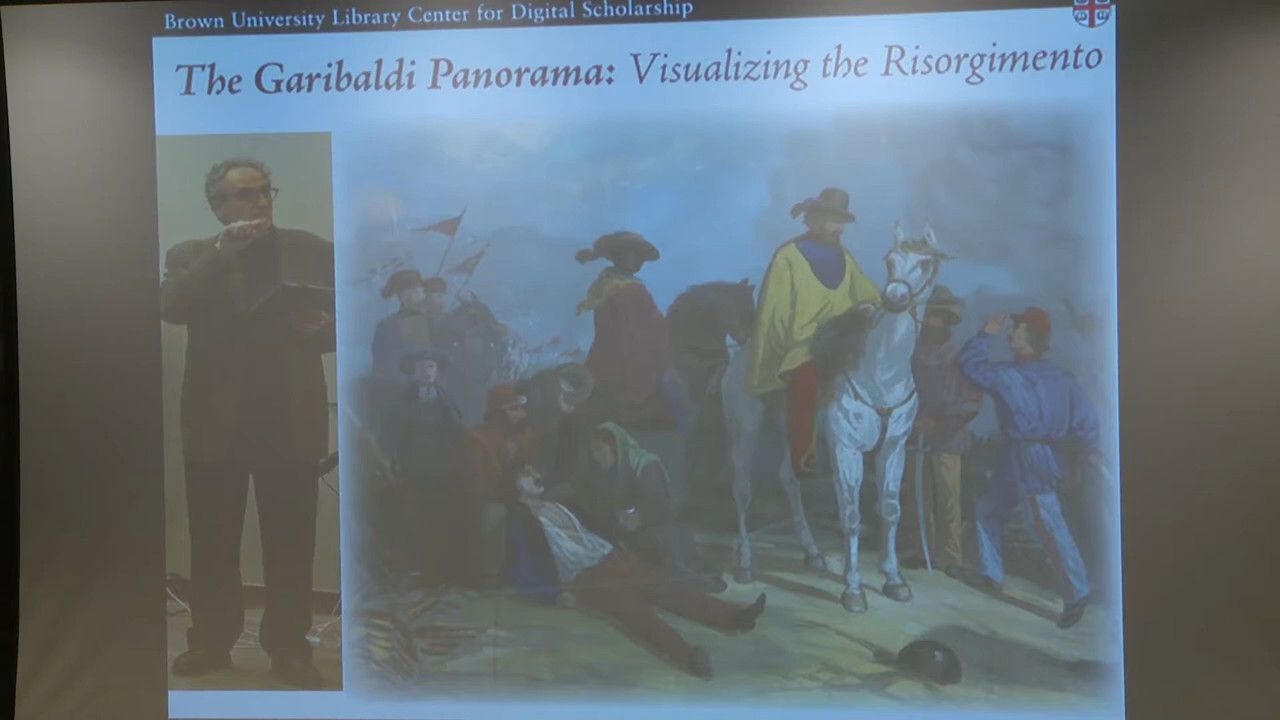 Brown University Library Center for Digital Scholarship
The Garibaldi Panorama: Visualizing the Risorgimento